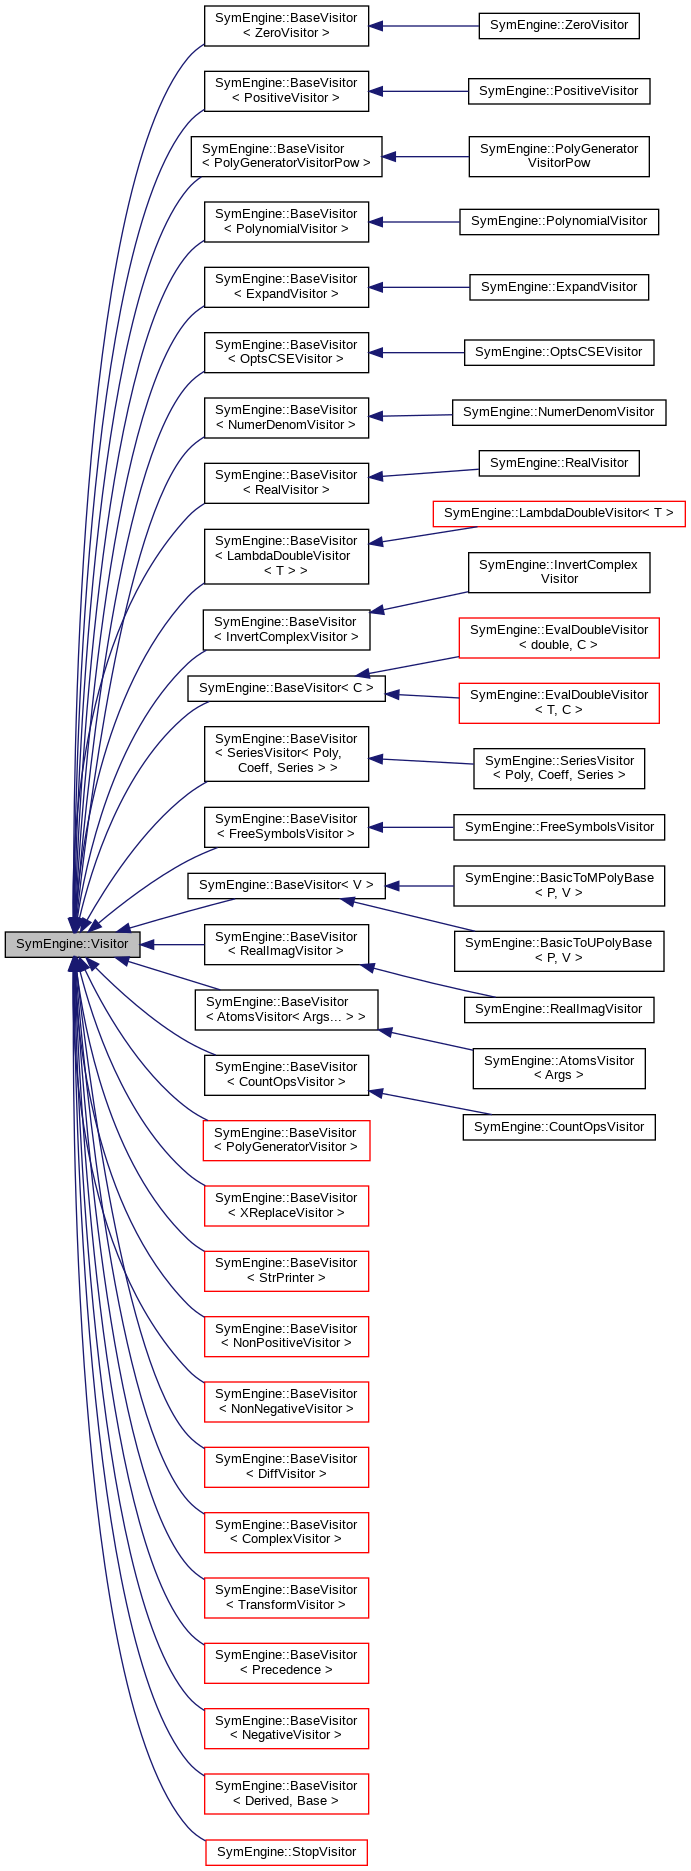 SymEngine::BaseVisitor
< ZeroVisitor >
SymEngine::ZeroVisitor
SymEngine::BaseVisitor
< PositiveVisitor >
SymEngine::PositiveVisitor
SymEngine::BaseVisitor
< PolyGeneratorVisitorPow >
SymEngine::PolyGenerator
VisitorPow
SymEngine::BaseVisitor
< PolynomialVisitor >
SymEngine::PolynomialVisitor
SymEngine::BaseVisitor
< ExpandVisitor >
SymEngine::ExpandVisitor
SymEngine::BaseVisitor
< OptsCSEVisitor >
SymEngine::OptsCSEVisitor
SymEngine::BaseVisitor
< NumerDenomVisitor >
SymEngine::NumerDenomVisitor
SymEngine::BaseVisitor
< RealVisitor >
SymEngine::RealVisitor
SymEngine::BaseVisitor
< LambdaDoubleVisitor
< T > >
SymEngine::LambdaDoubleVisitor< T >
SymEngine::BaseVisitor
< InvertComplexVisitor >
SymEngine::InvertComplex
Visitor
SymEngine::BaseVisitor< C >
SymEngine::EvalDoubleVisitor
< double, C >
SymEngine::EvalDoubleVisitor
< T, C >
SymEngine::BaseVisitor
< SeriesVisitor< Poly,
Coeff, Series > >
SymEngine::SeriesVisitor
< Poly, Coeff, Series >
SymEngine::BaseVisitor
< FreeSymbolsVisitor >
SymEngine::FreeSymbolsVisitor
SymEngine::BaseVisitor< V >
SymEngine::BasicToMPolyBase
< P, V >
SymEngine::BasicToUPolyBase
< P, V >
SymEngine::Visitor
SymEngine::BaseVisitor
< RealImagVisitor >
SymEngine::RealImagVisitor
SymEngine::BaseVisitor
< AtomsVisitor< Args... > >
SymEngine::AtomsVisitor
< Args >
SymEngine::BaseVisitor
< CountOpsVisitor >
SymEngine::CountOpsVisitor
SymEngine::BaseVisitor
< PolyGeneratorVisitor >
SymEngine::BaseVisitor
< XReplaceVisitor >
SymEngine::BaseVisitor
< StrPrinter >
SymEngine::BaseVisitor
< NonPositiveVisitor >
SymEngine::BaseVisitor
< NonNegativeVisitor >
SymEngine::BaseVisitor
< DiffVisitor >
SymEngine::BaseVisitor
< ComplexVisitor >
SymEngine::BaseVisitor
< TransformVisitor >
SymEngine::BaseVisitor
< Precedence >
SymEngine::BaseVisitor
< NegativeVisitor >
SymEngine::BaseVisitor
< Derived, Base >
SymEngine::StopVisitor